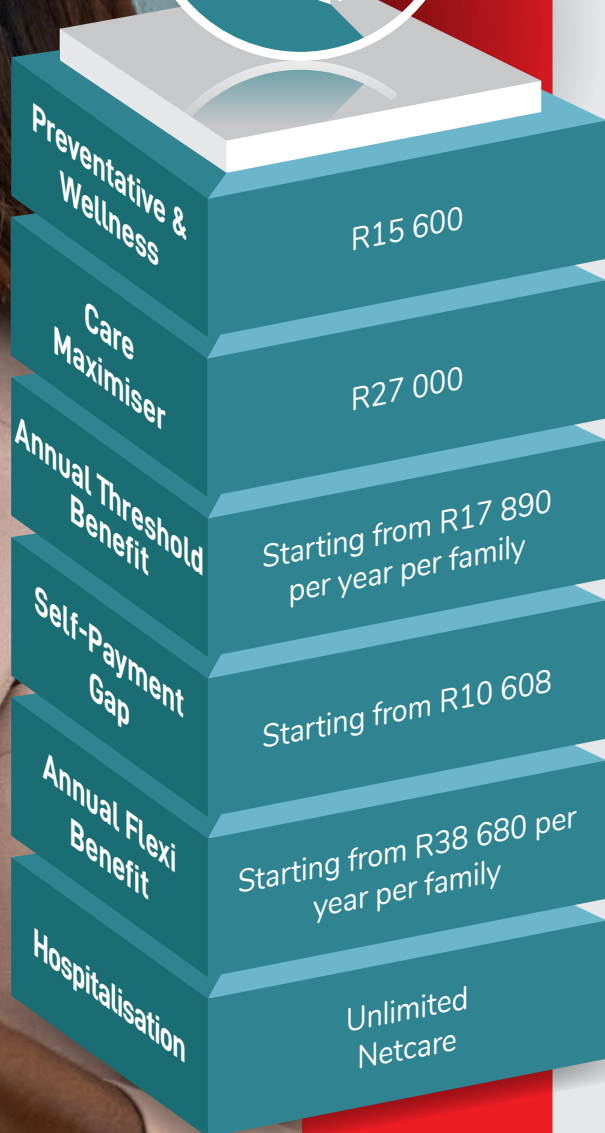 Preventative &
Wellness
R15 600
Care
Maximiser
R27 000
Annual Threshold
Benefit
Starting from R17 890
per year per family
Self-Payment
Gap
Starting from R10 608
Annual Flexi
Benefit
Starting from R38 680 per
year per family
Hospitalisation
Unlimited
Netcare